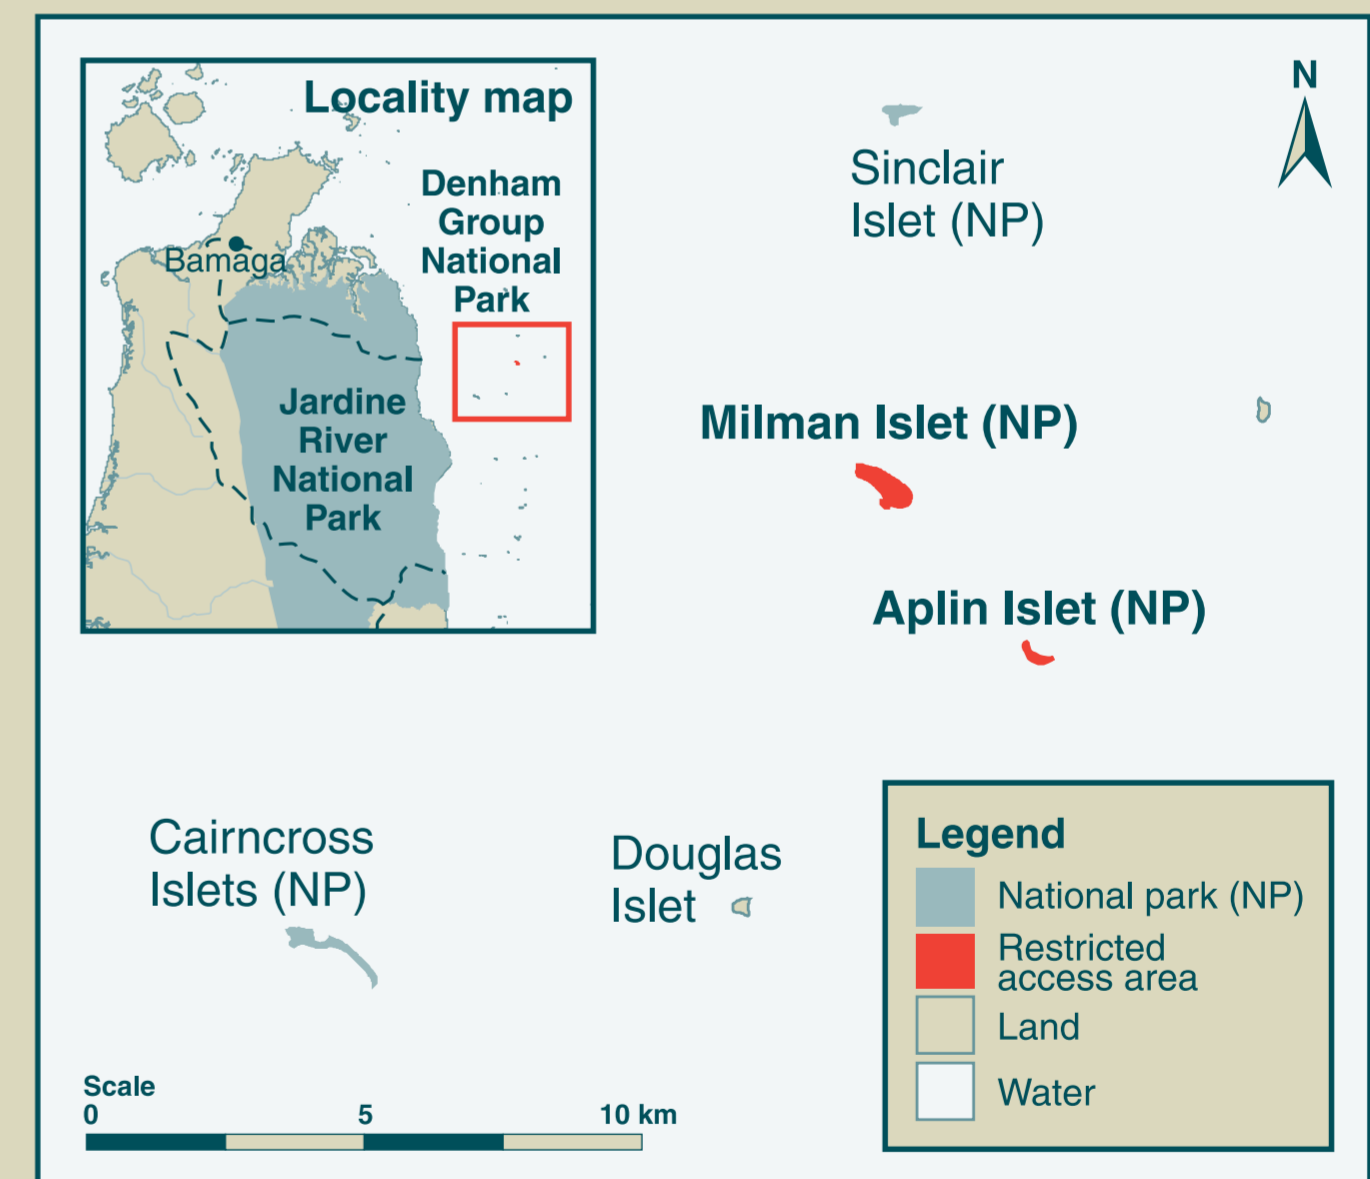 Locality map
Denham
Group
National
Park
Bamaga
Jardine
River
National
Park
N
Sinclair
Islet (NP)
Milman Islet (NP)
Aplin Islet (NP)
Cairncross
Islets (NP)
Douglas
Islet
Legend
National park (NP)
Restricted
access area
Land
Water
Scale
0 5 10 km